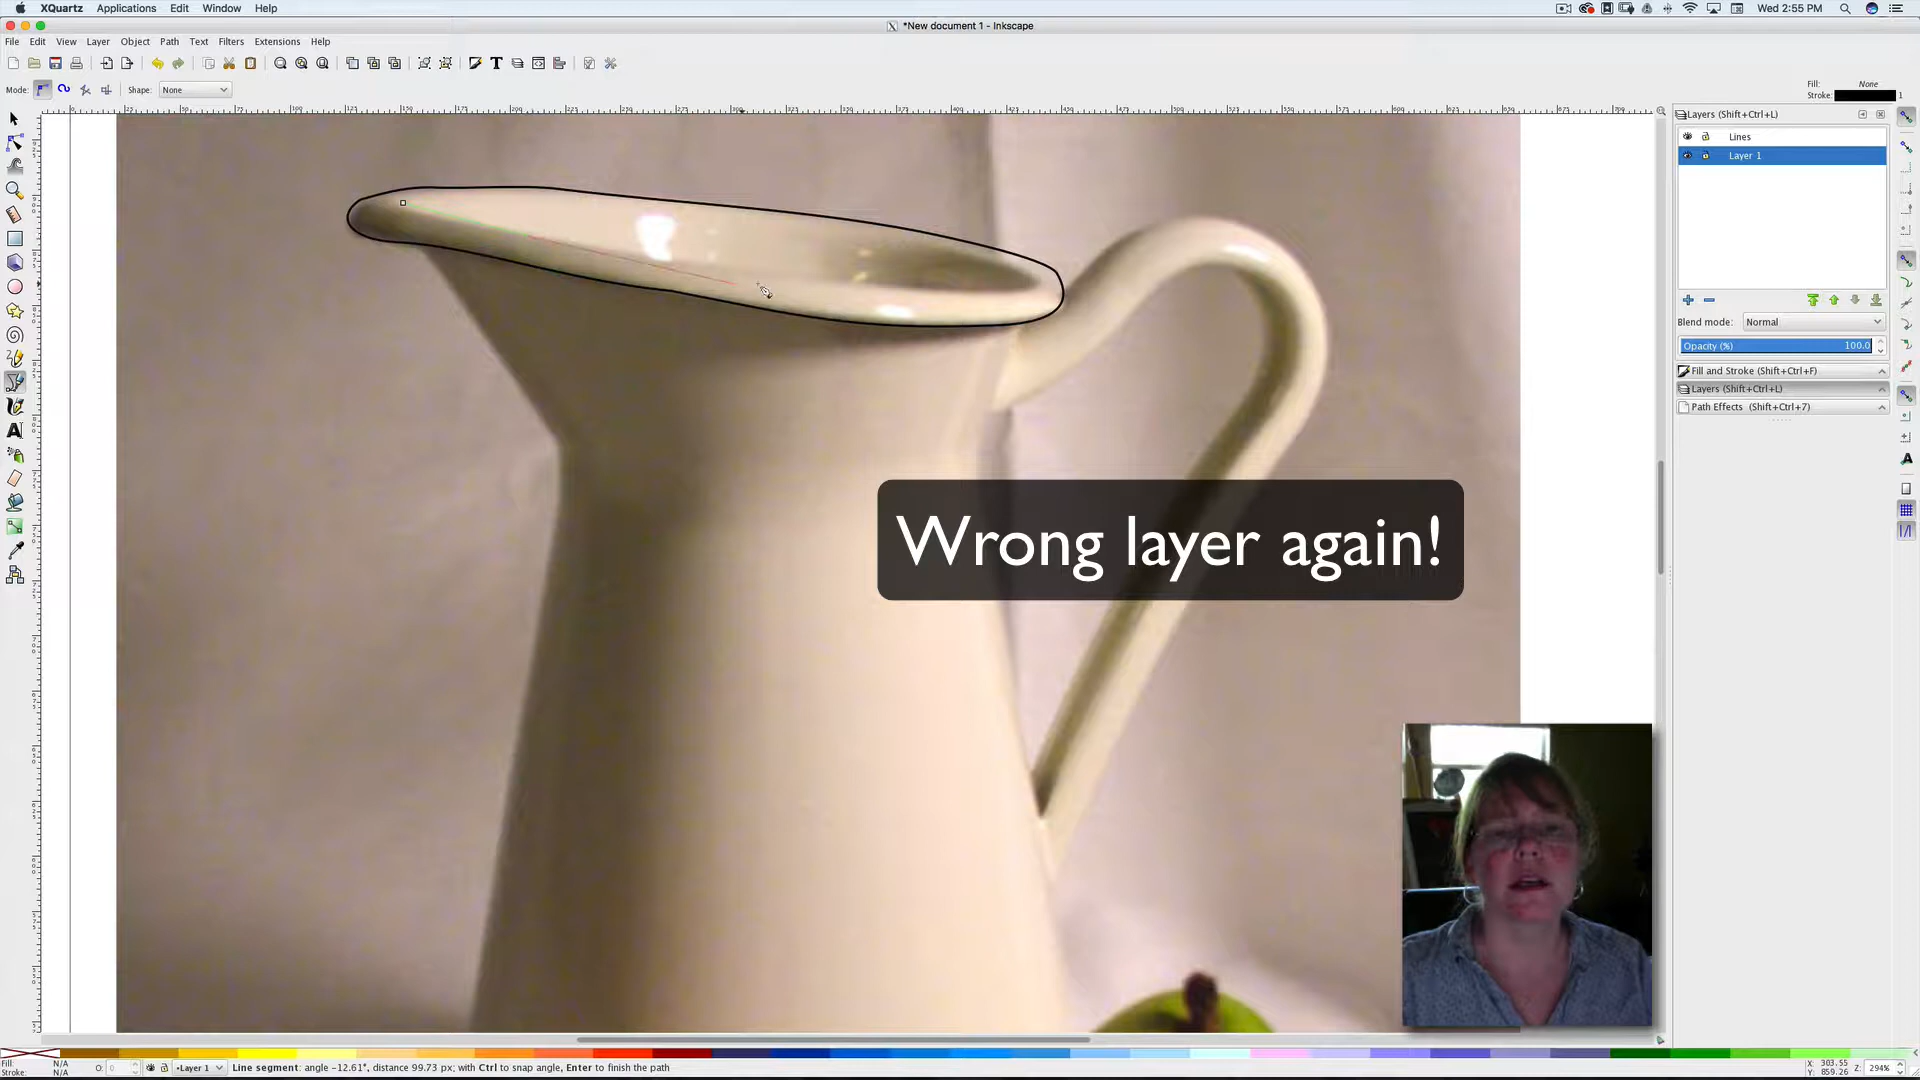 XQuartz Applications Edit Window Help
Wed 2:55 PM
*New document 1 - Inkscape
File Edit View Layer Object Path Text Filters Extensions Help
Mode: Shape: None
Fill: None
Stroke: 1
Layers (Shift+Ctrl+L)
Lines
Layer 1
Blend mode: Normal
Opacity (%) 100.0
Fill and Stroke (Shift+Ctrl+F)
Layers (Shift+Ctrl+L)
Path Effects (Shift+Ctrl+7)
Wrong layer again!
Fill: N/A
Stroke: N/A
O: 0
•Layer 1
Line segment: angle -12.61°, distance 99.73 px; with Ctrl to snap angle, Enter to finish the path
X: 303.55
Y: 859.26
Z: 294%